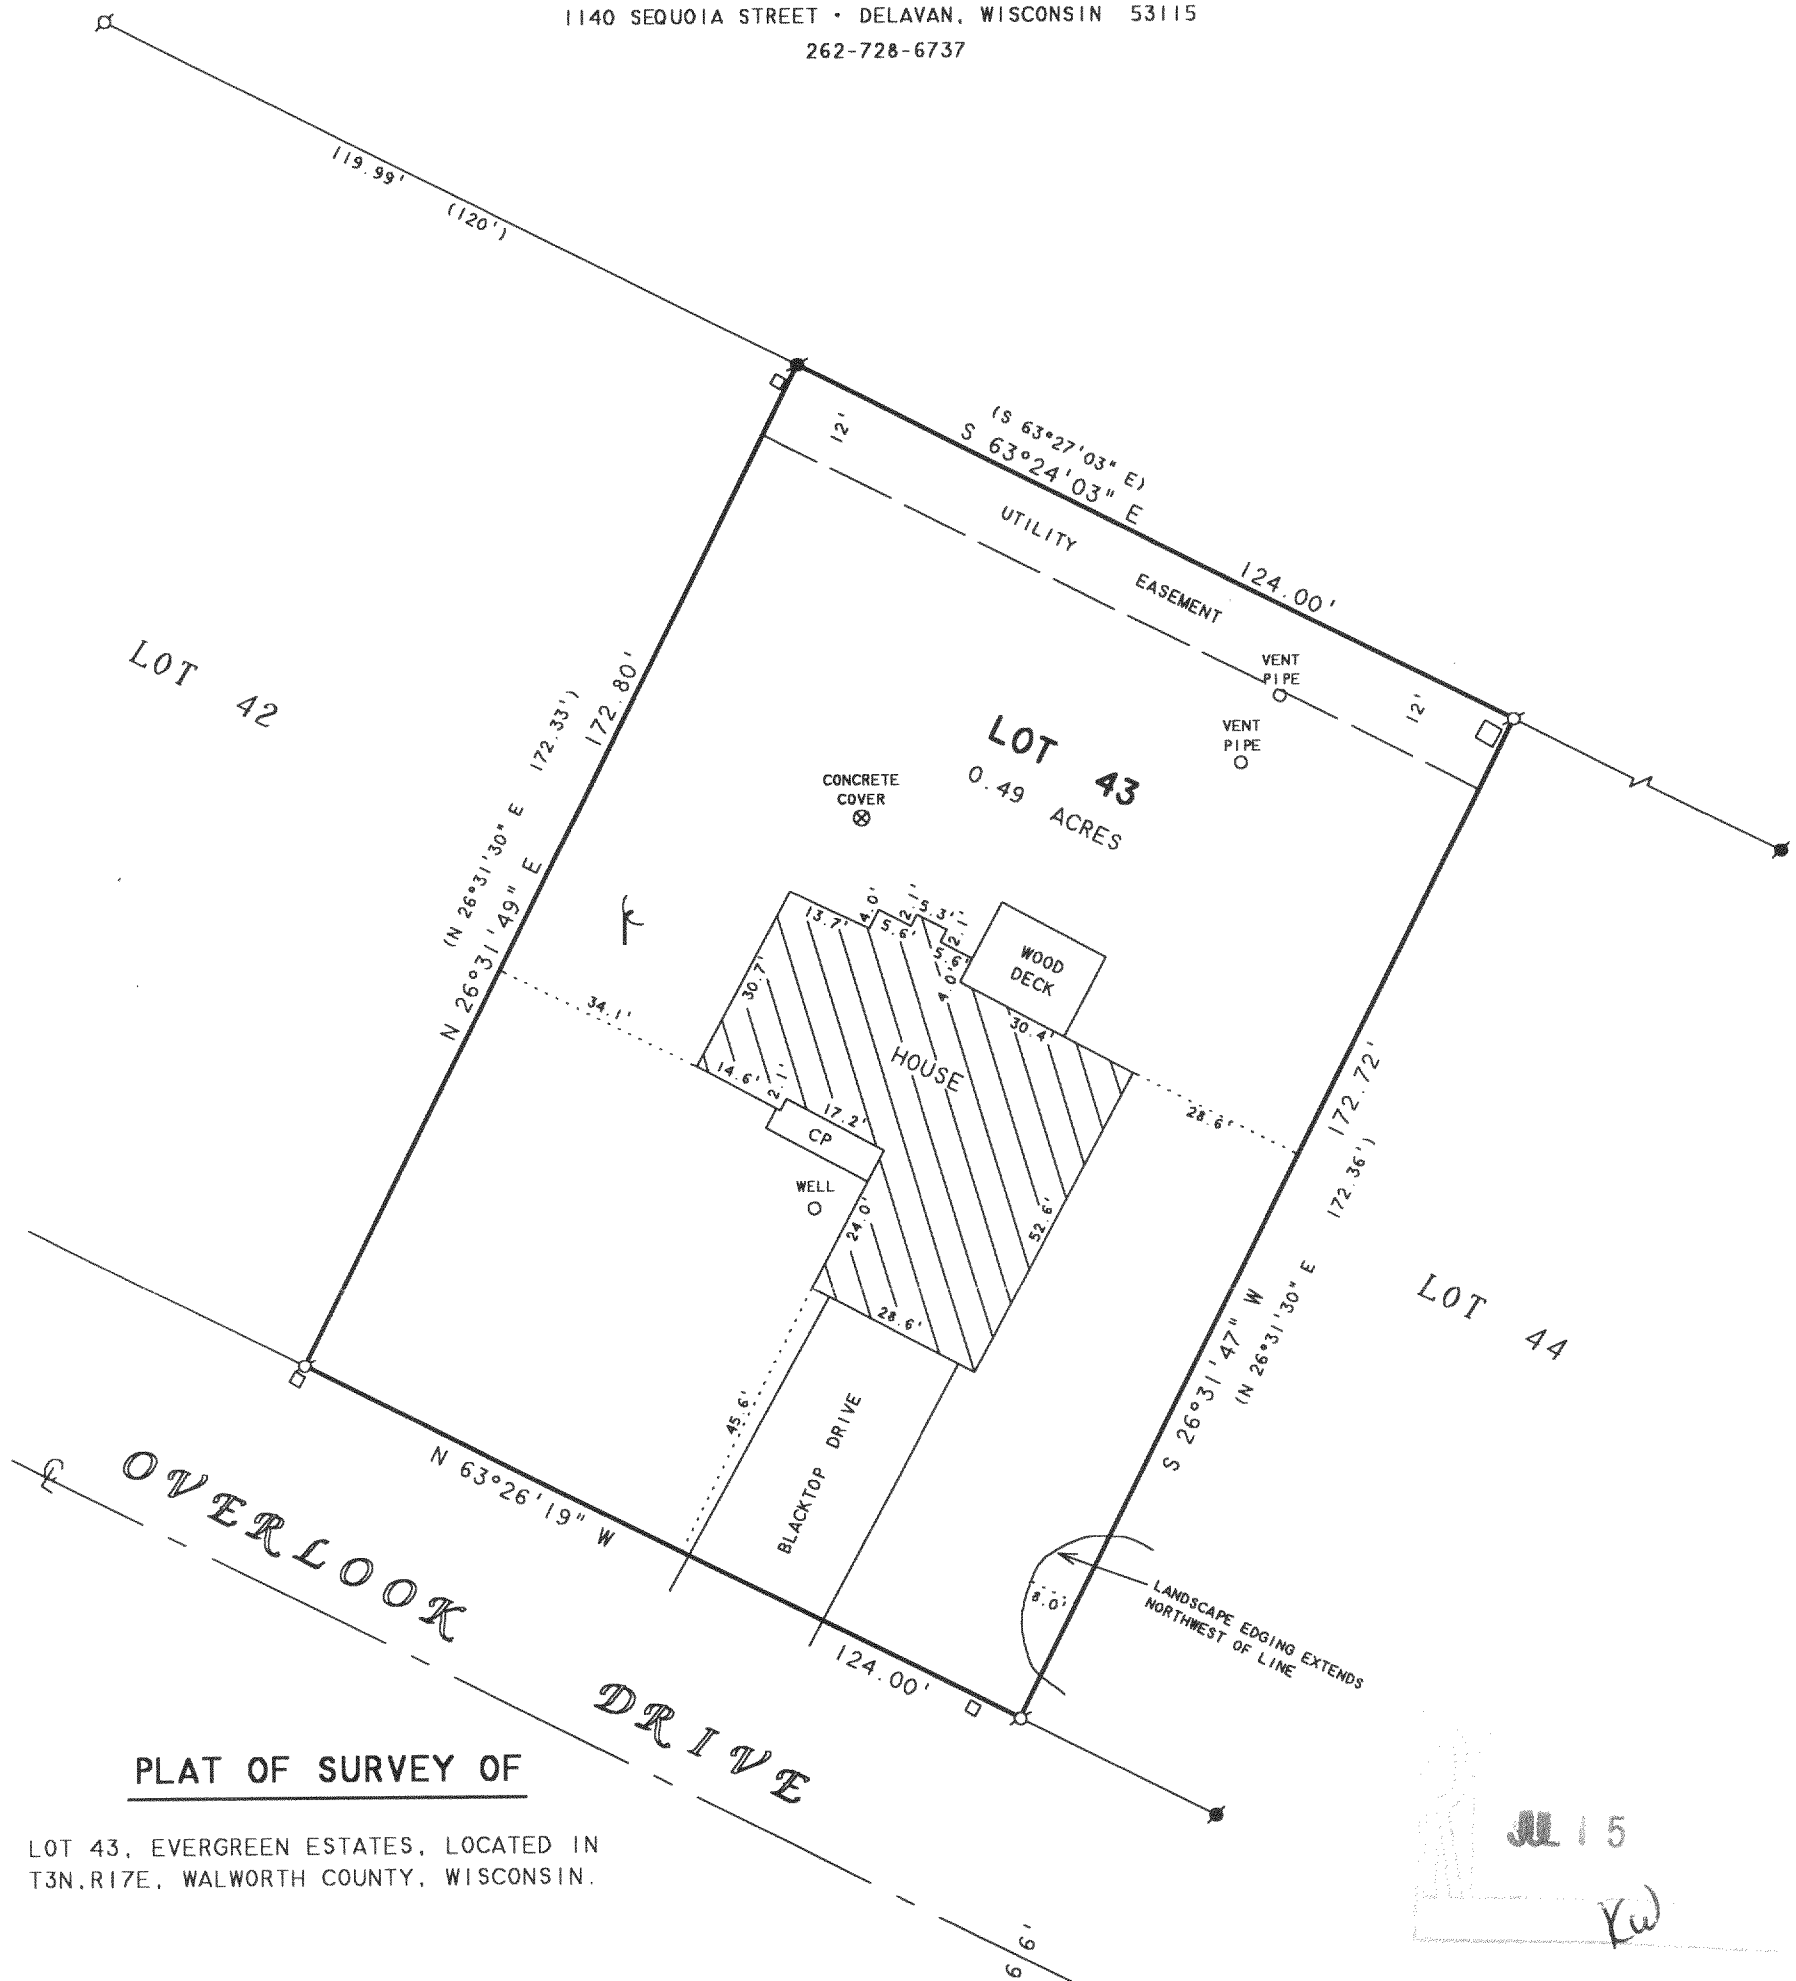 1140 SEQUOIA STREET • DELAVAN, WISCONSIN 53115
262-728-6737
119.99'
(120')
12'
(S 63°27'03" E)
S 63°24'03" E
124.00'
UTILITY EASEMENT
VENT
PIPE
12'
VENT
PIPE
LOT 42
172.80'
172.33')
(N 26°31'30" E
N 26°31'49" E
LOT 43
0.49 ACRES
CONCRETE
COVER
13.7'
4.0'
5.6'
2.1'
5.3'
2.1'
5.6'
4.0'
WOOD
DECK
30.7'
34.1'
30.4'
HOUSE
14.6'
2.1'
17.2'
CP
28.6'
WELL
24.0'
52.6'
28.6'
172.72'
172.36')
S 26°31'47" W
(N 26°31'30" E
LOT 44
45.6'
BLACKTOP DRIVE
N 63°26'19" W
124.00'
8.0'
LANDSCAPE EDGING EXTENDS
NORTHWEST OF LINE
OVERLOOK DRIVE
66'
PLAT OF SURVEY OF
LOT 43, EVERGREEN ESTATES, LOCATED IN
T3N,R17E, WALWORTH COUNTY, WISCONSIN.
JUL 15